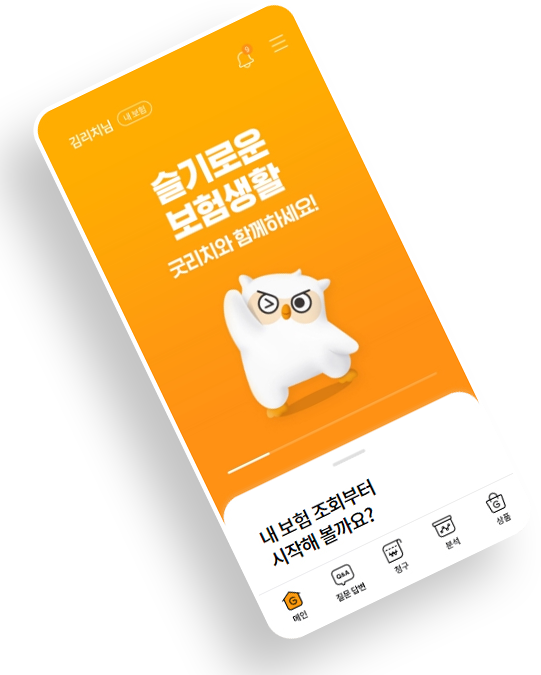 김리치님 내 보험
슬기로운
보험생활
굿리치와 함께하세요!
내 보험 조회부터
시작해 볼까요?
메인
Q&A
질문 답변
청구
분석
상품